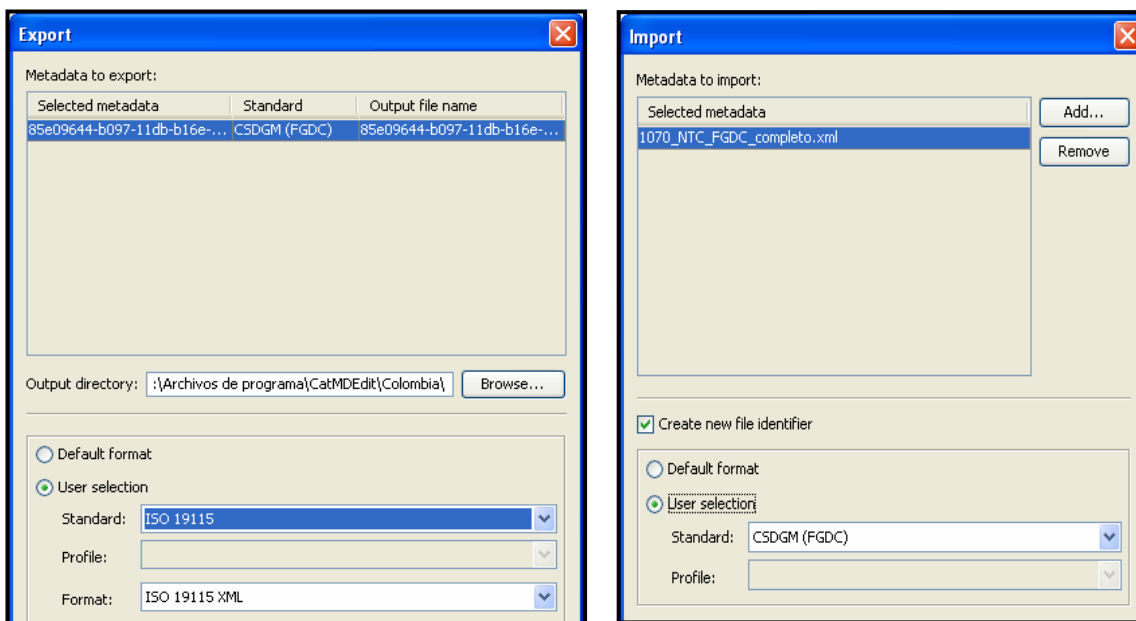 Export
Metadata to export:
Selected metadata Standard Output file name
85e09644-b097-11db-b16e-... CSDGM (FGDC) 85e09644-b097-11db-b16e-...
Output directory: :\Archivos de programa\CatMDEdit\Colombia\ Browse...
Default format
User selection
Standard: ISO 19115
Profile:
Format: ISO 19115 XML
Import
Metadata to import:
Selected metadata
1070_NTC_FGDC_completo.xml
Add...
Remove
Create new file identifier
Default format
User selection
Standard: CSDGM (FGDC)
Profile: